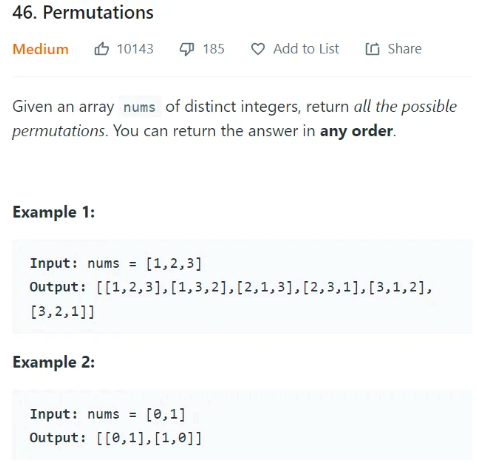 46. Permutations
Medium 10143 185 Add to List Share
Given an array nums of distinct integers, return all the possible
permutations. You can return the answer in any order.
Example 1:
Input: nums = [1,2,3]
Output: [[1,2,3],[1,3,2],[2,1,3],[2,3,1],[3,1,2],
[3,2,1]]
Example 2:
Input: nums = [0,1]
Output: [[0,1],[1,0]]